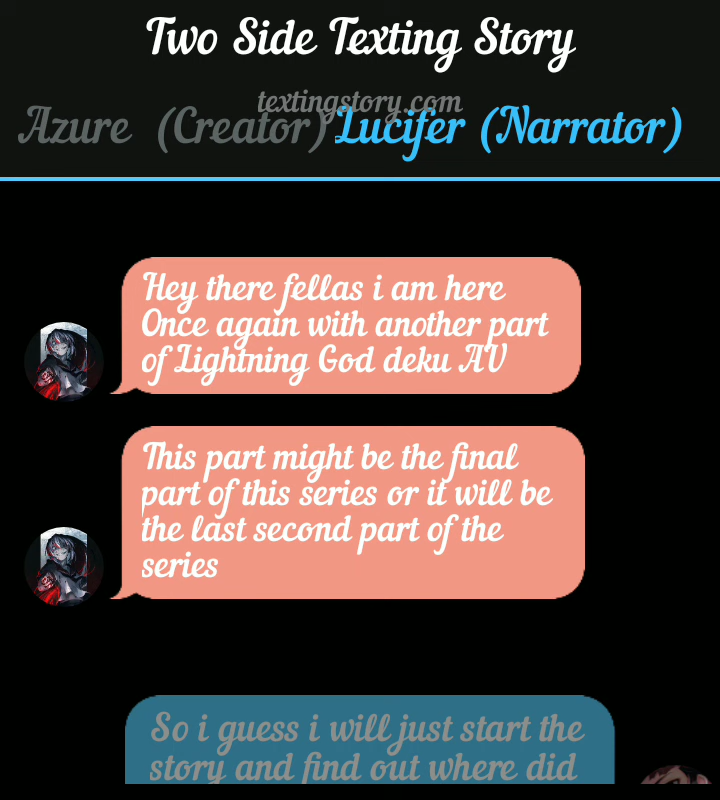 Two Side Texting Story
textingstory.com
Azure (Creator) Lucifer (Narrator)
Hey there fellas i am here
Once again with another part
of Lightning God deku AU
This part might be the final
part of this series or it will be
the last second part of the
series
So i guess i will just start the
story and find out where did